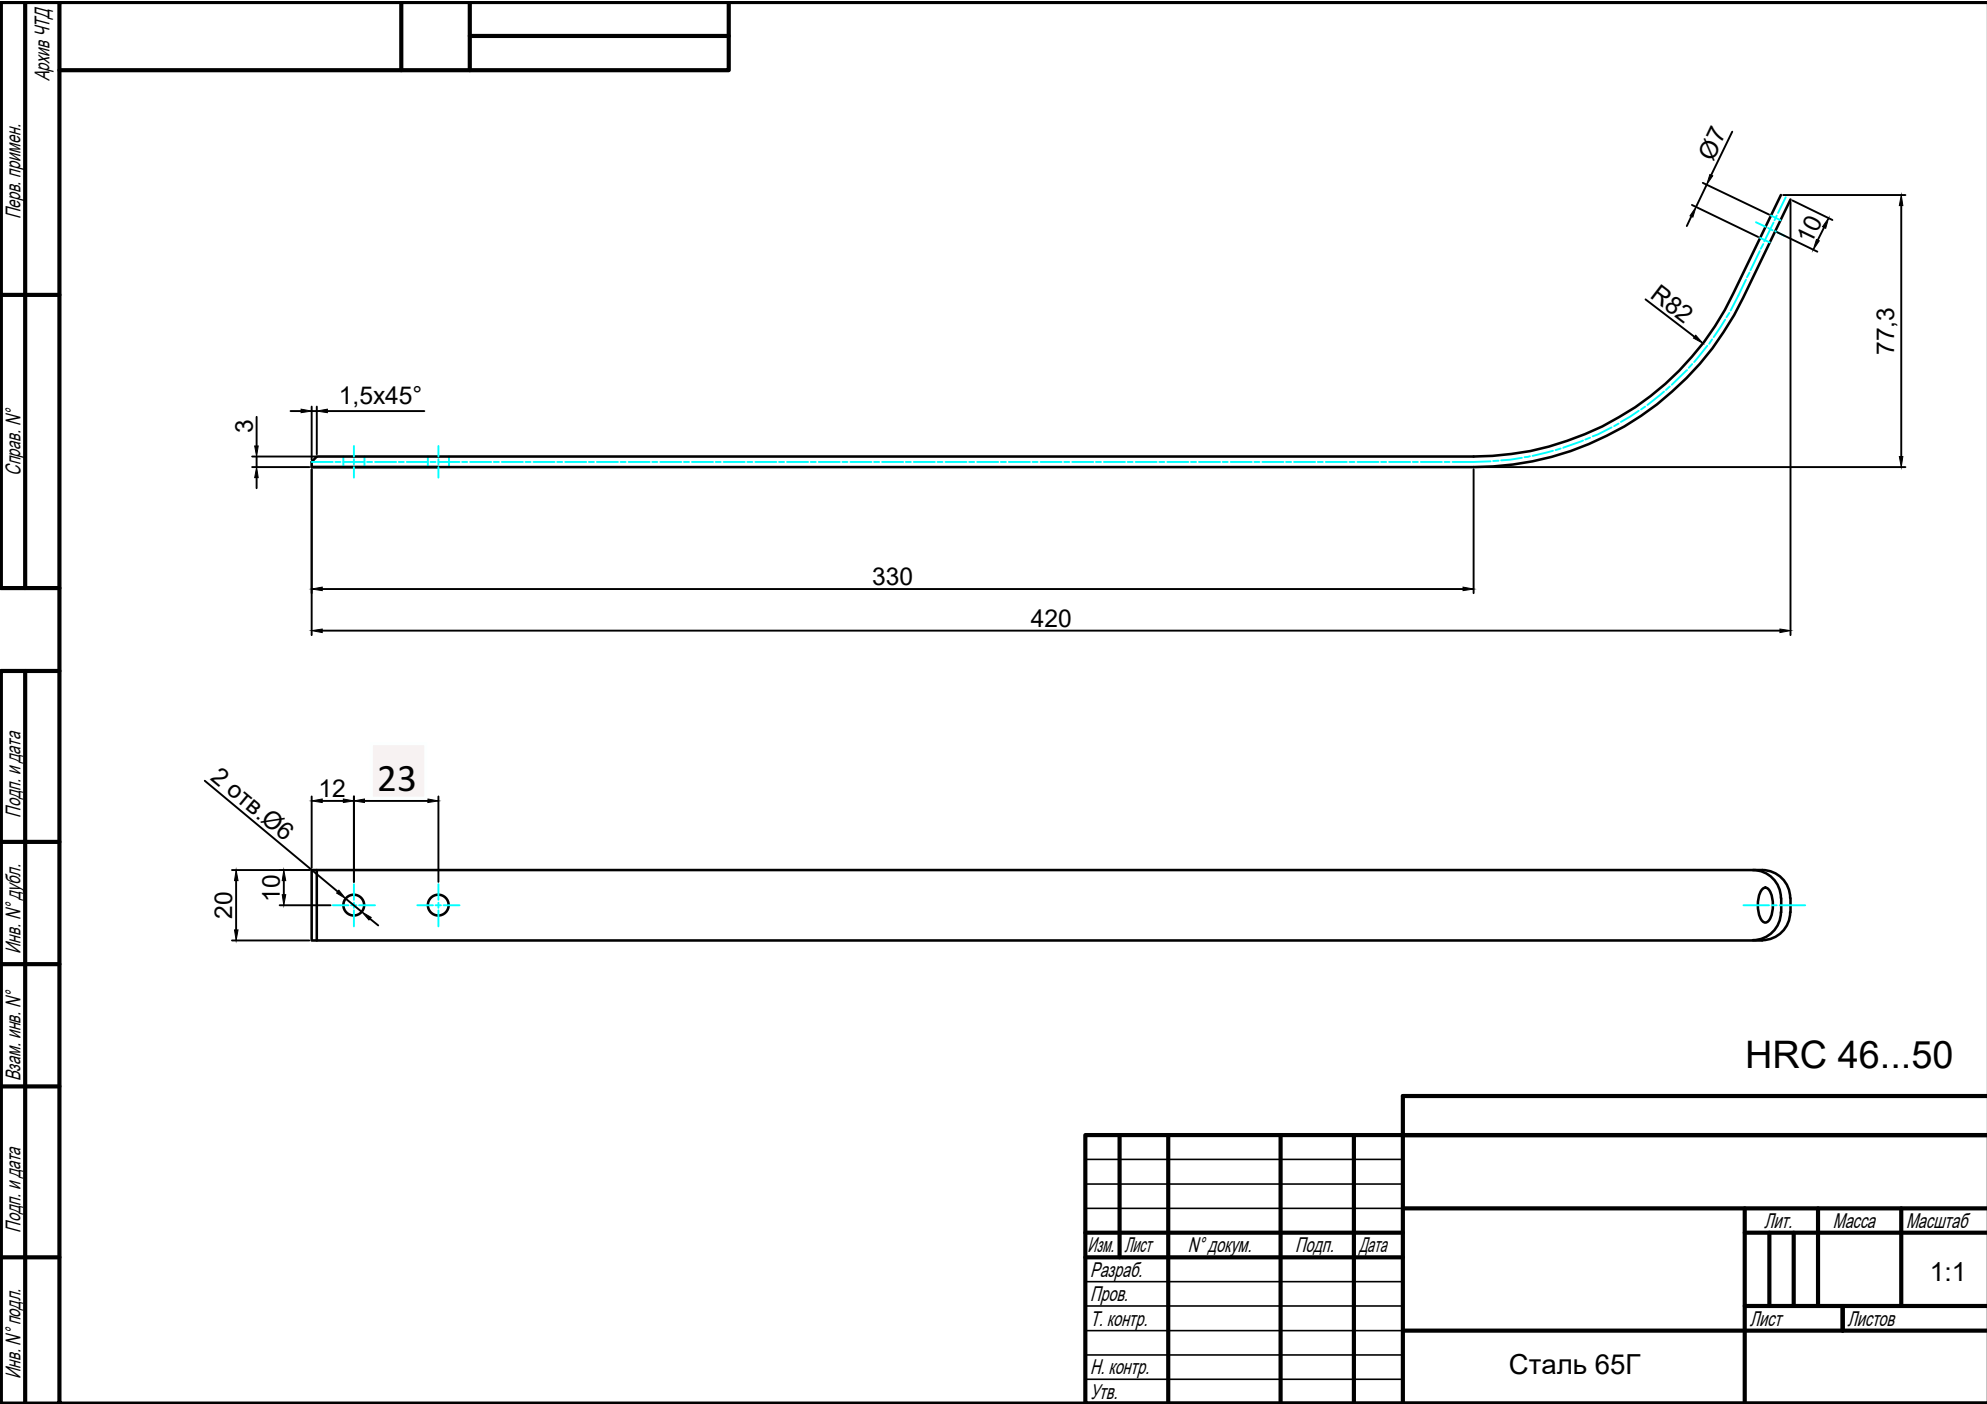 Архив ЧТД
Перв. примен.
Справ. N°
Подп. и дата
Инв. N° дубл.
Взам. инв. N°
Подп. и дата
Инв. N° подл.
Ø7
10
R82
77,3
1,5x45°
3
330
420
23
12
2 отв.Ø6
10
20
HRC 46...50
Лит. Масса Масштаб
Изм. Лист N° докум. Подп. Дата
Разраб.
1:1
Пров.
Т. контр.
Лист Листов
Н. контр.
Сталь 65Г
Утв.